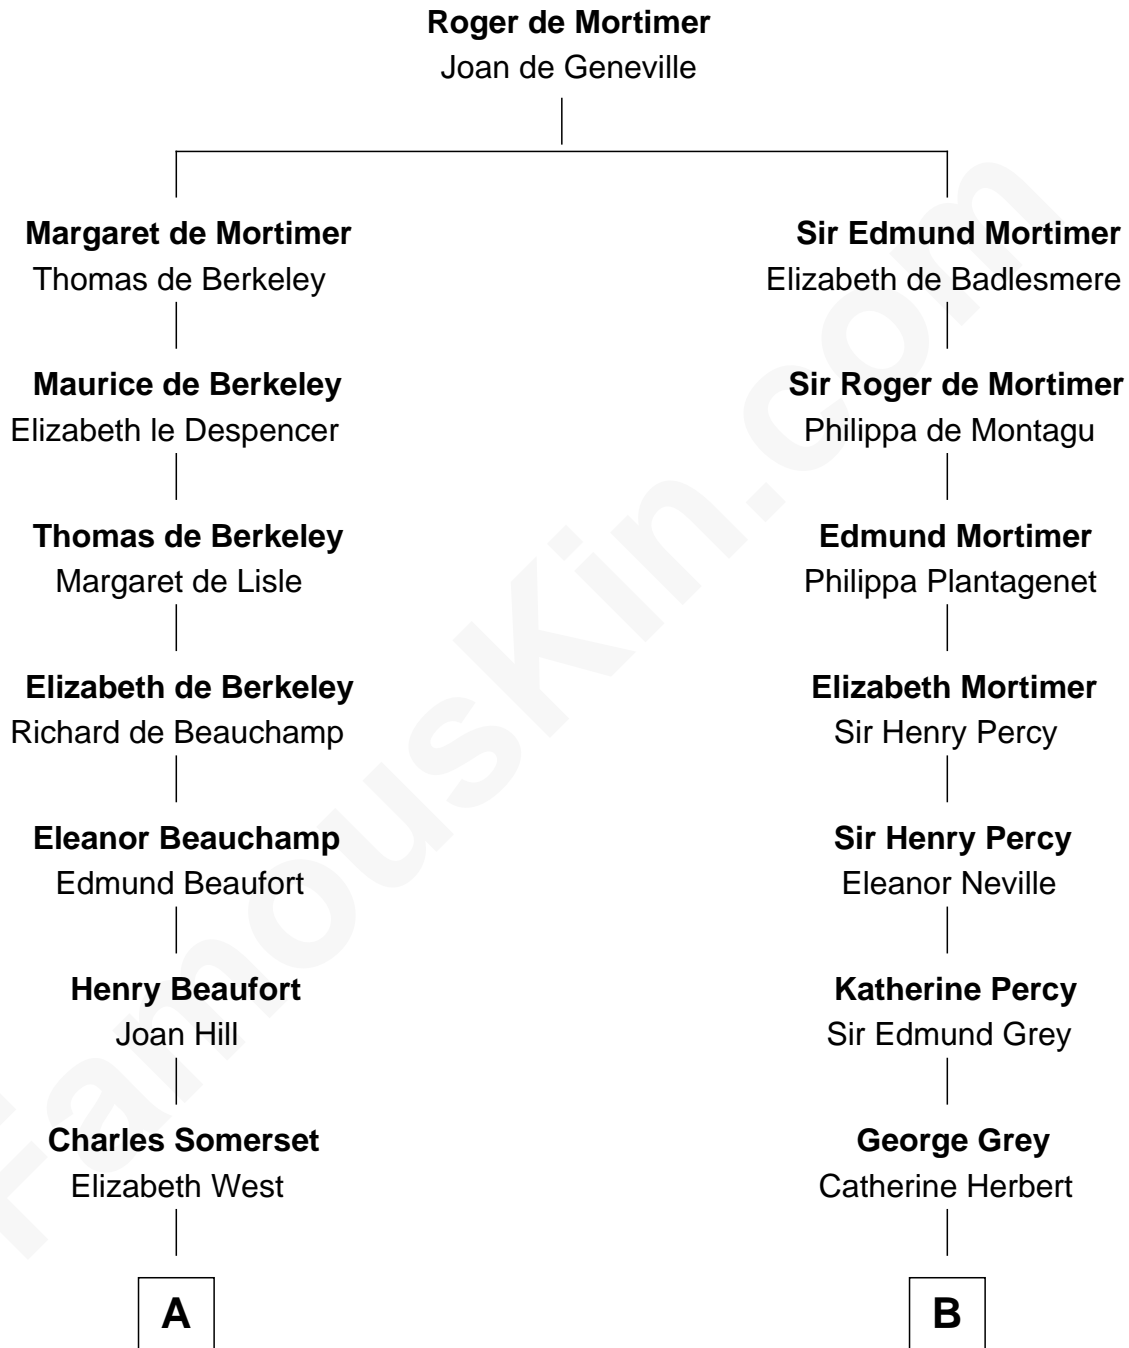 Roger de Mortimer
Joan de Geneville
Margaret de Mortimer
Thomas de Berkeley
Sir Edmund Mortimer
Elizabeth de Badlesmere
Maurice de Berkeley
Elizabeth le Despencer
Sir Roger de Mortimer
Philippa de Montagu
Thomas de Berkeley
Margaret de Lisle
Edmund Mortimer
Philippa Plantagenet
Elizabeth de Berkeley
Richard de Beauchamp
Elizabeth Mortimer
Sir Henry Percy
Eleanor Beauchamp
Edmund Beaufort
Sir Henry Percy
Eleanor Neville
Henry Beaufort
Joan Hill
Katherine Percy
Sir Edmund Grey
Charles Somerset
Elizabeth West
George Grey
Catherine Herbert
A
B
FamousKin.com